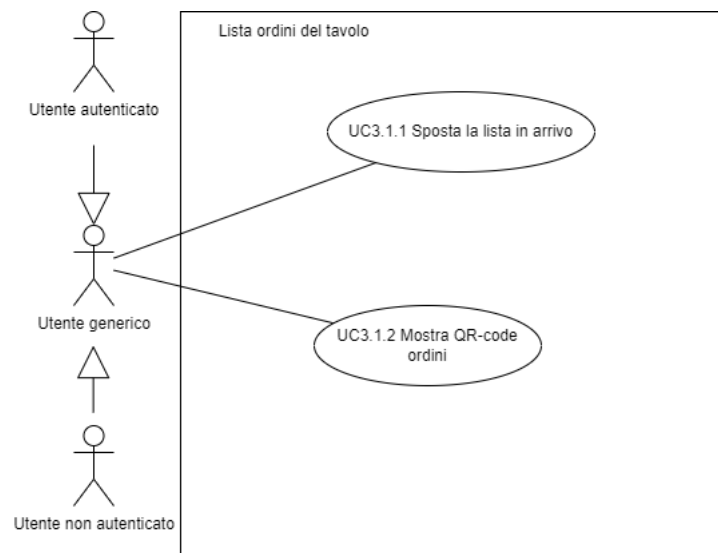 Lista ordini del tavolo
Utente autenticato
UC3.1.1 Sposta la lista in arrivo
Utente generico
UC3.1.2 Mostra QR-code
ordini
Utente non autenticato